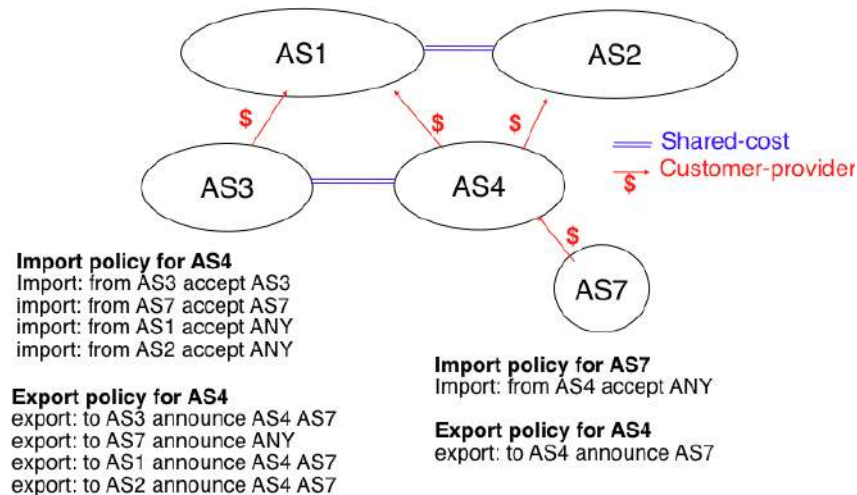 AS1
AS2
$
$
$
Shared-cost
Customer-provider
$
AS3
AS4
$
AS7
Import policy for AS4
Import: from AS3 accept AS3
import: from AS7 accept AS7
import: from AS1 accept ANY
import: from AS2 accept ANY
Export policy for AS4
export: to AS3 announce AS4 AS7
export: to AS7 announce ANY
export: to AS1 announce AS4 AS7
export: to AS2 announce AS4 AS7
Import policy for AS7
Import: from AS4 accept ANY
Export policy for AS4
export: to AS4 announce AS7